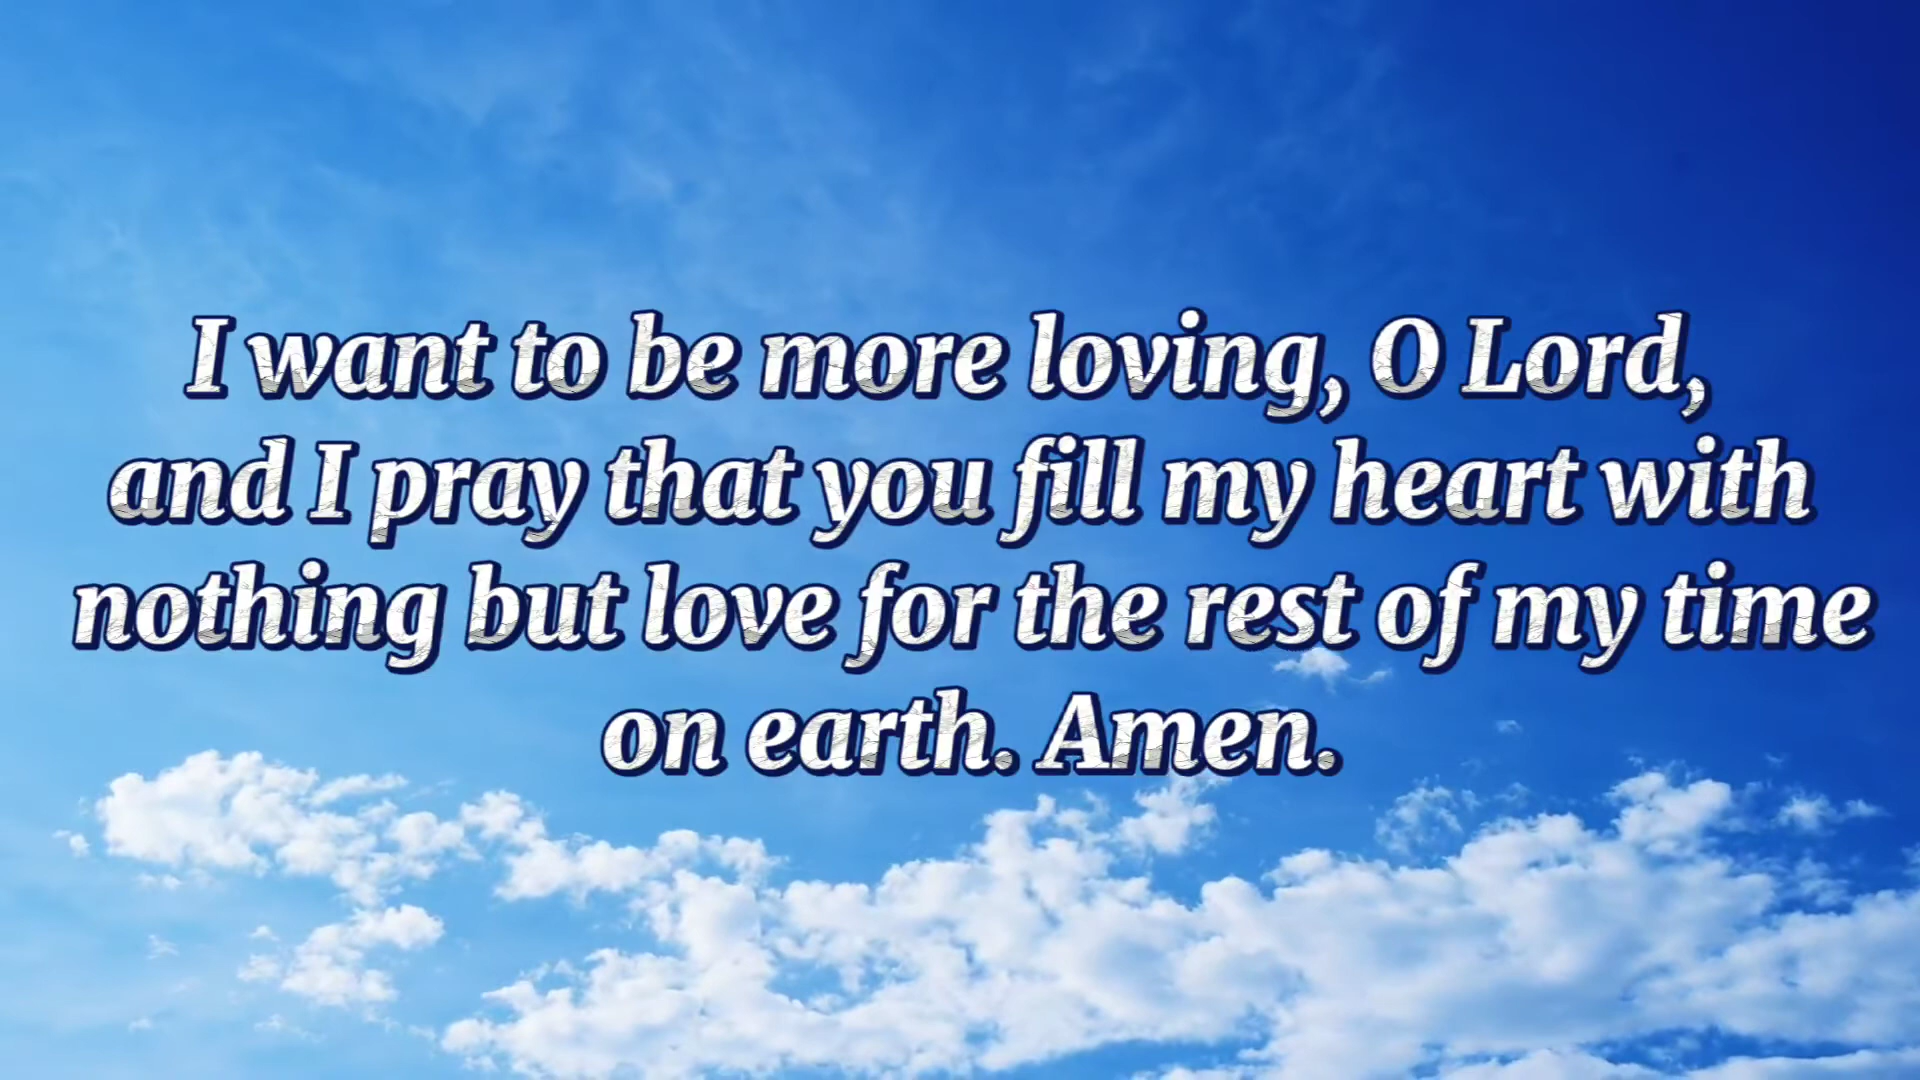 I want to be more loving, O Lord,
and I pray that you fill my heart with
nothing but love for the rest of my time
on earth. Amen.